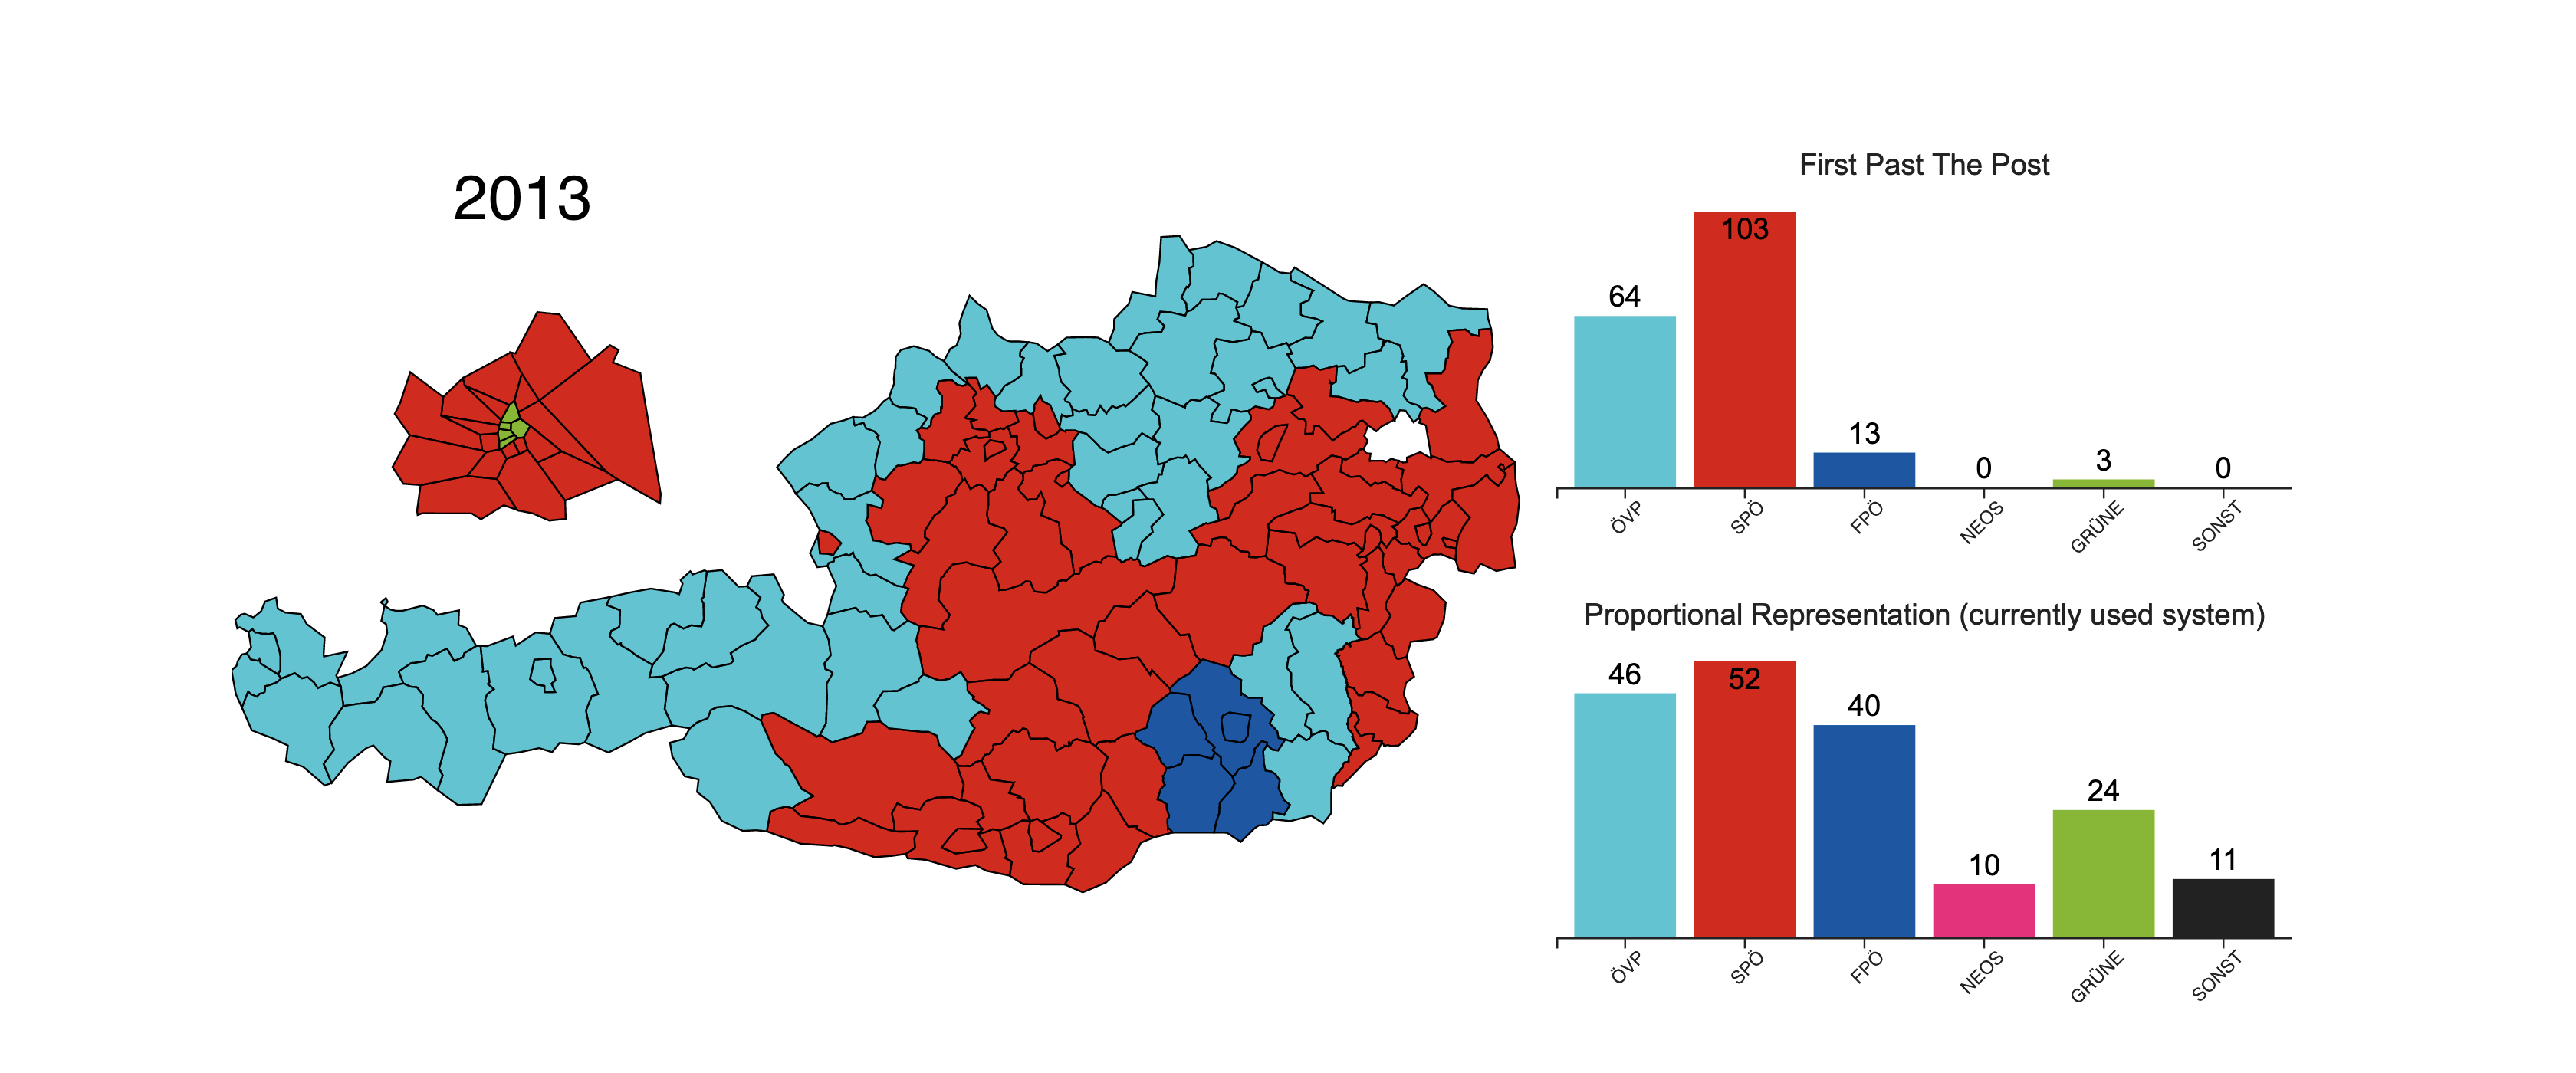 2013
First Past The Post
64
103
13
0
3
0
ÖVP
SPÖ
FPÖ
NEOS
GRÜNE
SONST
Proportional Representation (currently used system)
46
52
40
10
24
11
ÖVP
SPÖ
FPÖ
NEOS
GRÜNE
SONST